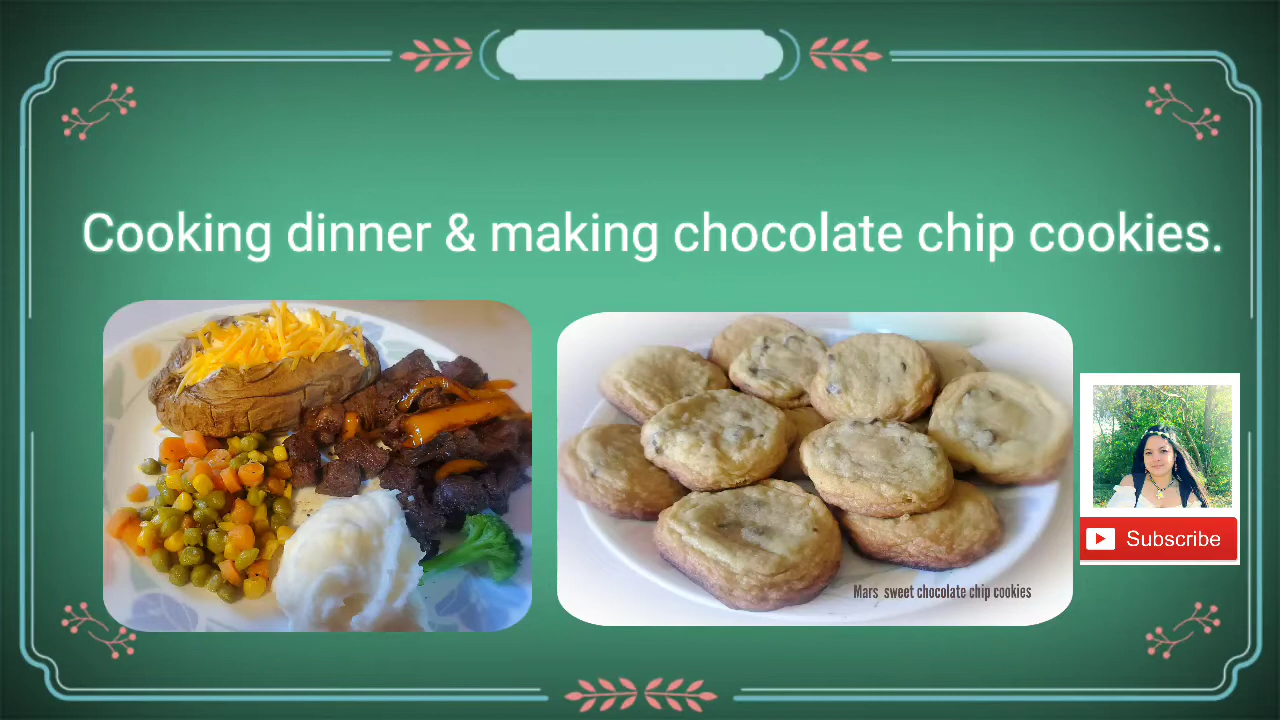 Cooking dinner & making chocolate chip cookies.
Mars sweet chocolate chip cookies
Subscribe